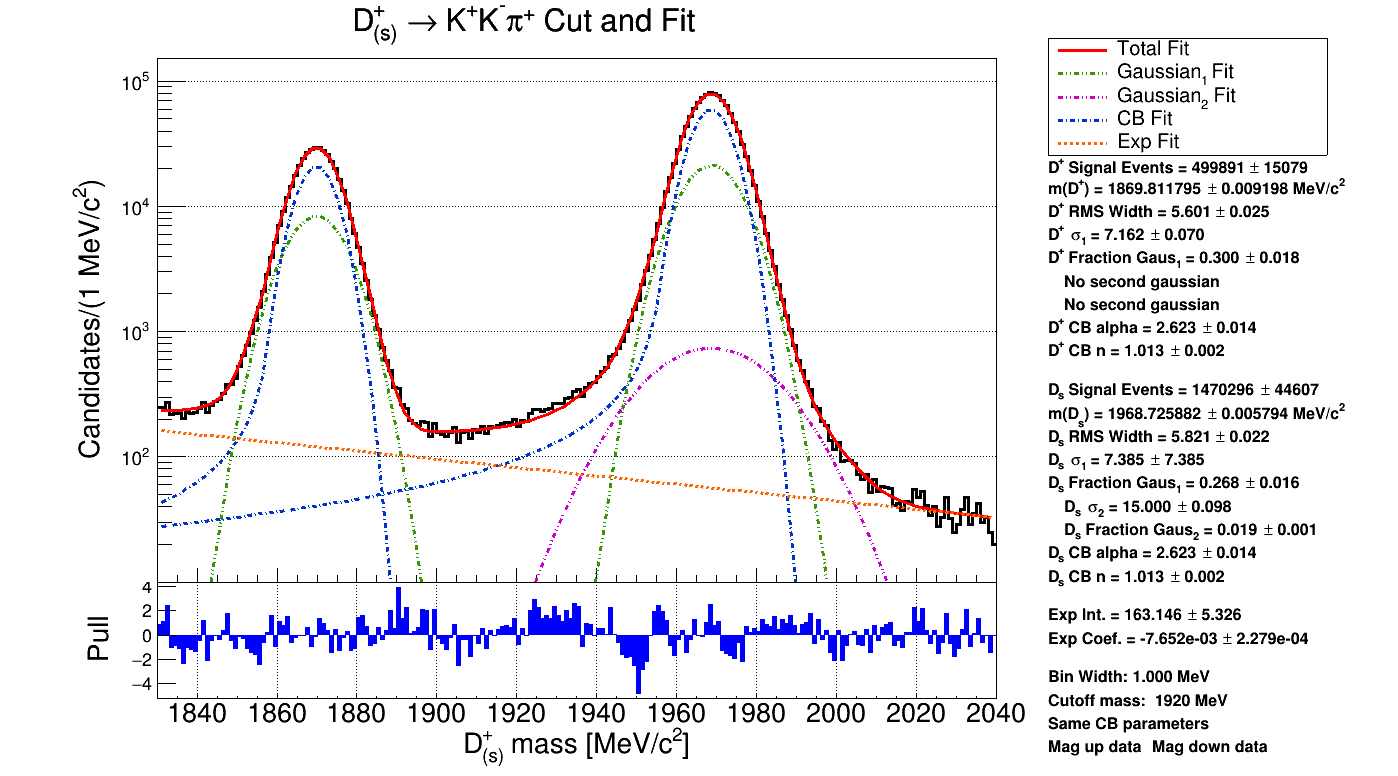 D⁺₍ₛ₎ → K⁺K⁻π⁺ Cut and Fit
Candidates/(1 MeV/c²)
10⁵
10⁴
10³
10²
Pull
4
2
0
−2
−4
1840 1860 1880 1900 1920 1940 1960 1980 2000 2020 2040
D⁺₍ₛ₎ mass [MeV/c²]
Total Fit
Gaussian₁ Fit
Gaussian₂ Fit
CB Fit
Exp Fit
D⁺ Signal Events = 499891 ± 15079
m(D⁺) = 1869.811795 ± 0.009198 MeV/c²
D⁺ RMS Width = 5.601 ± 0.025
D⁺ σ₁ = 7.162 ± 0.070
D⁺ Fraction Gaus₁ = 0.300 ± 0.018
No second gaussian
No second gaussian
D⁺ CB alpha = 2.623 ± 0.014
D⁺ CB n = 1.013 ± 0.002
Dₛ Signal Events = 1470296 ± 44607
m(Dₛ) = 1968.725882 ± 0.005794 MeV/c²
Dₛ RMS Width = 5.821 ± 0.022
Dₛ σ₁ = 7.385 ± 7.385
Dₛ Fraction Gaus₁ = 0.268 ± 0.016
Dₛ σ₂ = 15.000 ± 0.098
Dₛ Fraction Gaus₂ = 0.019 ± 0.001
Dₛ CB alpha = 2.623 ± 0.014
Dₛ CB n = 1.013 ± 0.002
Exp Int. = 163.146 ± 5.326
Exp Coef. = -7.652e-03 ± 2.279e-04
Bin Width: 1.000 MeV
Cutoff mass: 1920 MeV
Same CB parameters
Mag up data Mag down data